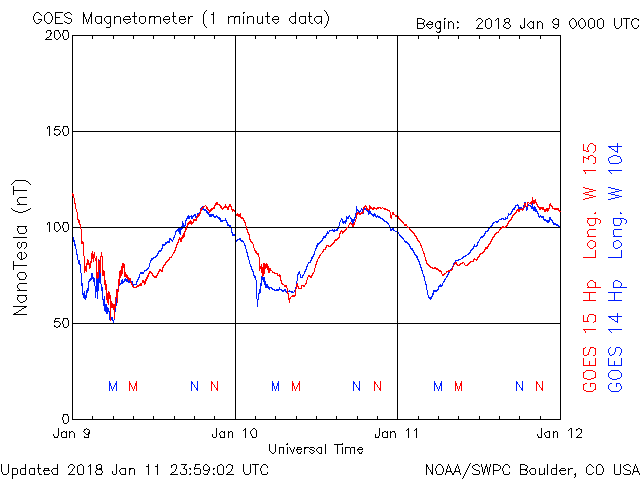 GOES Magnetometer (1 minute data)
Begin: 2018 Jan 9 0000 UTC
200
150
100
50
0
NanoTesla (nT)
M M N N M M N N M M N N
Jan 9 Jan 10 Jan 11 Jan 12
Universal Time
GOES 15 Hp Long. W 135
GOES 14 Hp Long. W 104
Updated 2018 Jan 11 23:59:02 UTC
NOAA/SWPC Boulder, CO USA